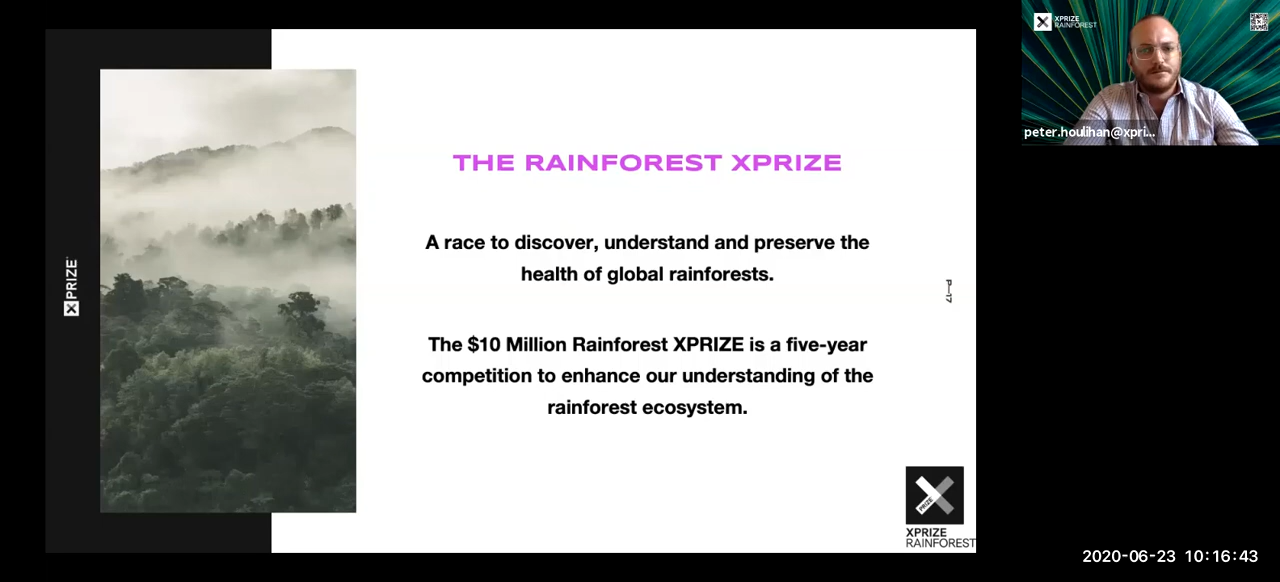 XPRIZE
THE RAINFOREST XPRIZE
A race to discover, understand and preserve the
health of global rainforests.
The $10 Million Rainforest XPRIZE is a five-year
competition to enhance our understanding of the
rainforest ecosystem.
P—17
PRIZE
XPRIZE
RAINFOREST
XPRIZE
RAINFOREST
peter.houlihan@xpri...
2020-06-23 10:16:43